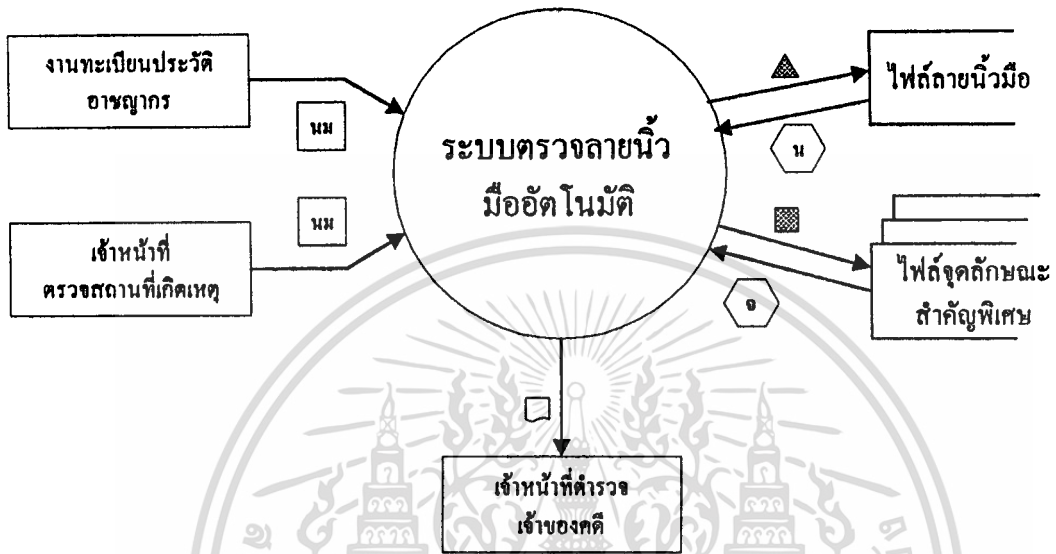 งานทะเบียนประวัติ
อาชญากร
นม
ระบบตรวจลายนิ้ว
มืออัตโนมัติ
ไฟล์ลายนิ้วมือ
น
นม
เจ้าหน้าที่
ตรวจสถานที่เกิดเหตุ
ไฟล์จุดลักษณะ
สำคัญพิเศษ
จ
เจ้าหน้าที่ตำรวจ
เจ้าของคดี